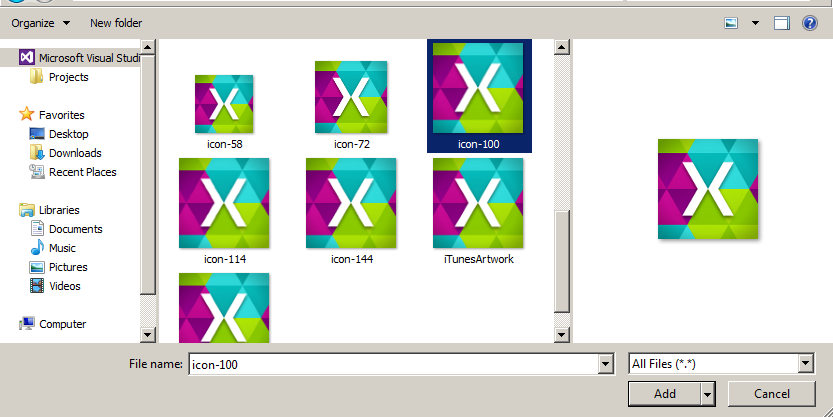 Organize New folder
Microsoft Visual Studi
Projects
Favorites
Desktop
Downloads
Recent Places
Libraries
Documents
Music
Pictures
Videos
Computer
icon-58 icon-72 icon-100
icon-114 icon-144 iTunesArtwork
File name: icon-100 All Files (*.*)
Add Cancel